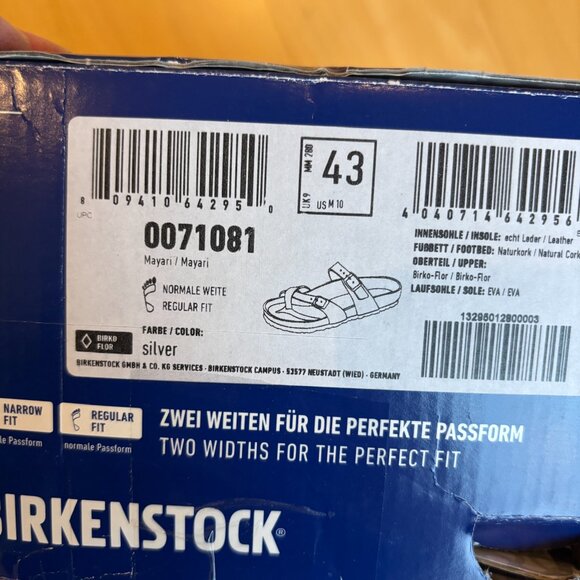 UPC
8 09410 64295 0
UK 9
MM 280
43
US M 10
4 040714 642956
0071081
Mayari / Mayari
NORMALE WEITE
REGULAR FIT
INNENSOHLE / INSOLE: echt Leder / Leather
FUßBETT / FOOTBED: Naturkork / Natural Cork
OBERTEIL / UPPER:
Birko-Flor / Birko-Flor
LAUFSOHLE / SOLE: EVA / EVA
13296012800003
BIRKO
FLOR
FARBE / COLOR:
silver
BIRKENSTOCK GMBH & CO. KG SERVICES · BIRKENSTOCK CAMPUS · 53577 NEUSTADT (WIED) · GERMANY
NARROW
FIT
Passform
REGULAR
FIT
normale Passform
ZWEI WEITEN FÜR DIE PERFEKTE PASSFORM
TWO WIDTHS FOR THE PERFECT FIT
BIRKENSTOCK®